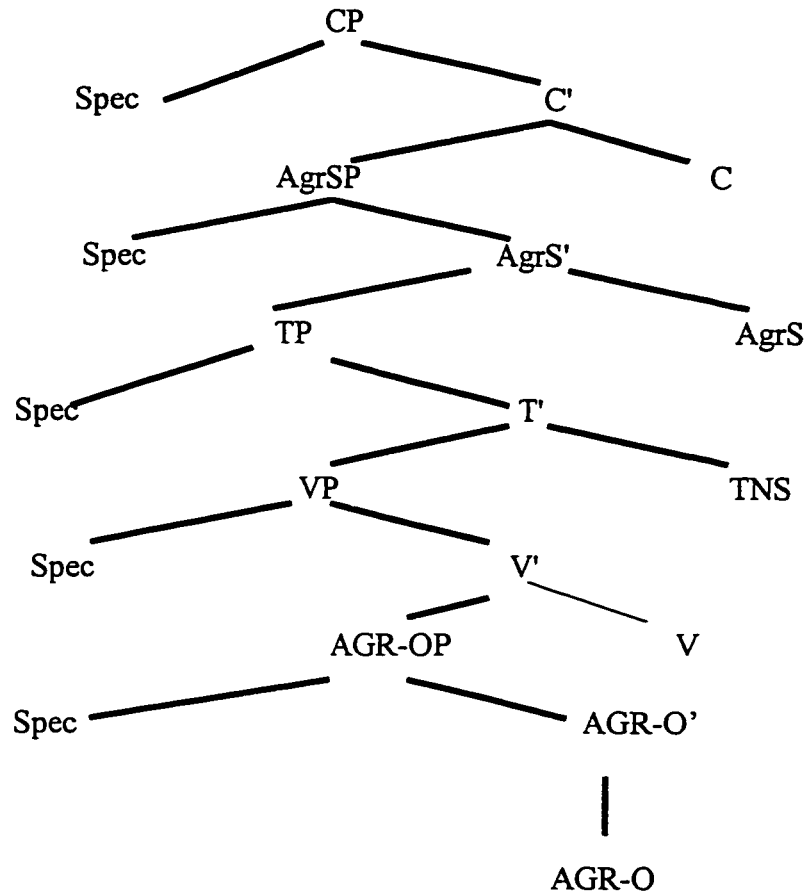 CP
Spec C'
AgrSP C
Spec AgrS'
TP AgrS
Spec T'
VP TNS
Spec V'
AGR-OP V
Spec AGR-O’
AGR-O